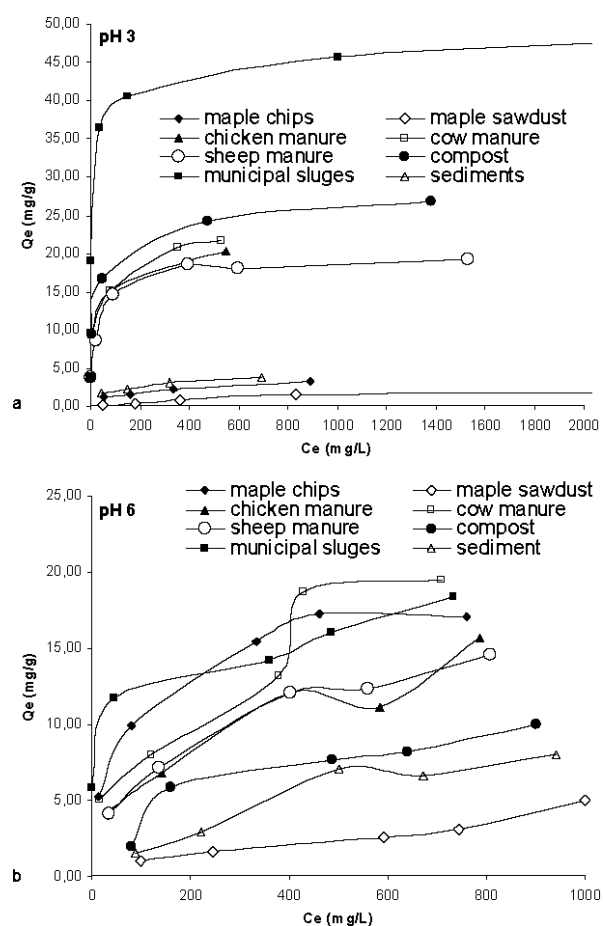 50,00
pH 3
45,00
40,00
35,00
30,00
25,00
20,00
15,00
10,00
5,00
0,00
Qe (mg/g)
maple chips
maple sawdust
chicken manure
cow manure
sheep manure
compost
municipal sluges
sediments
0 200 400 600 800 1000 1200 1400 1600 1800 2000
a
Ce (mg/L)
25,00
pH 6
20,00
15,00
10,00
5,00
0,00
Qe (mg/g)
maple chips
maple sawdust
chicken manure
cow manure
sheep manure
compost
municipal sluges
sediment
0 200 400 600 800 1000
b
Ce (mg/L)